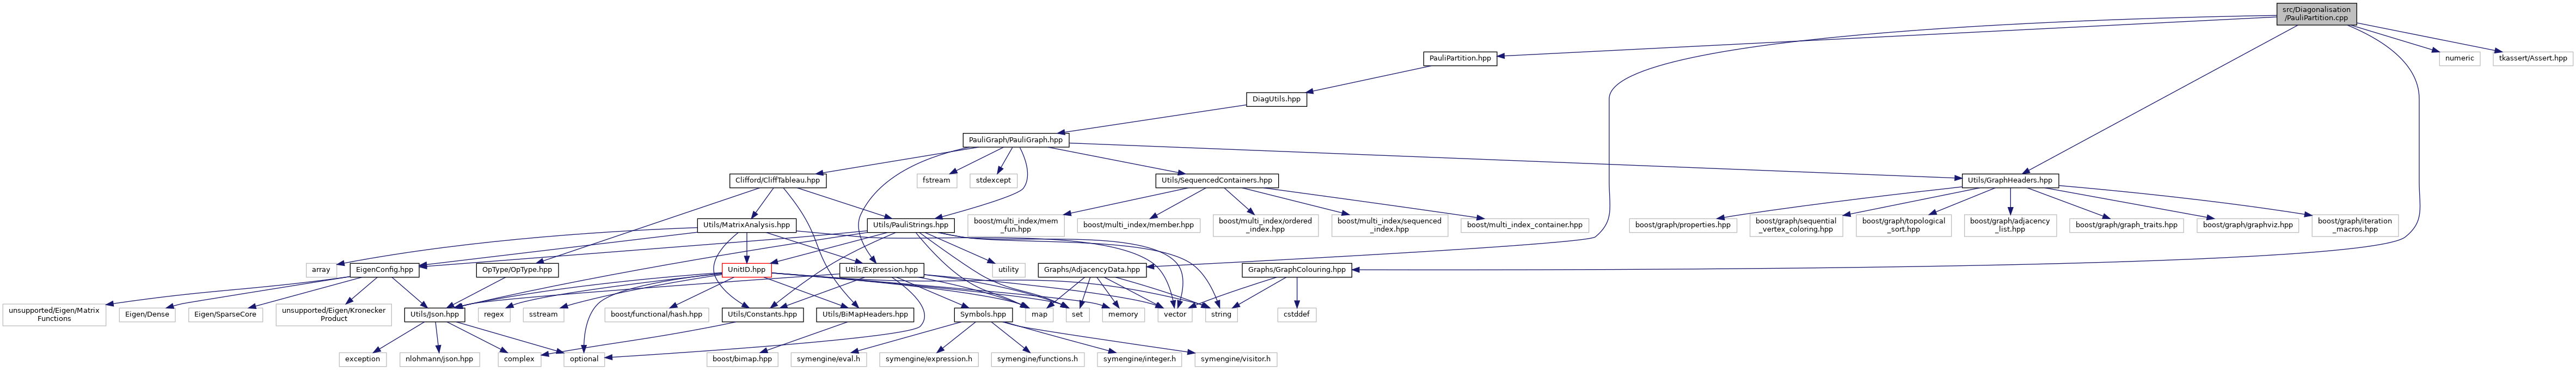 src/Diagonalisation
/PauliPartition.cpp
PauliPartition.hpp
numeric
tkassert/Assert.hpp
DiagUtils.hpp
PauliGraph/PauliGraph.hpp
Clifford/CliffTableau.hpp
fstream
stdexcept
Utils/SequencedContainers.hpp
Utils/GraphHeaders.hpp
Utils/MatrixAnalysis.hpp
Utils/PauliStrings.hpp
boost/multi_index/mem
_fun.hpp
boost/multi_index/member.hpp
boost/multi_index/ordered
_index.hpp
boost/multi_index/sequenced
_index.hpp
boost/multi_index_container.hpp
boost/graph/properties.hpp
boost/graph/sequential
_vertex_coloring.hpp
boost/graph/topological
_sort.hpp
boost/graph/adjacency
_list.hpp
boost/graph/graph_traits.hpp
boost/graph/graphviz.hpp
boost/graph/iteration
_macros.hpp
array
EigenConfig.hpp
OpType/OpType.hpp
UnitID.hpp
Utils/Expression.hpp
utility
Graphs/AdjacencyData.hpp
Graphs/GraphColouring.hpp
unsupported/Eigen/Matrix
Functions
Eigen/Dense
Eigen/SparseCore
unsupported/Eigen/Kronecker
Product
Utils/Json.hpp
regex
sstream
boost/functional/hash.hpp
Utils/Constants.hpp
Utils/BiMapHeaders.hpp
Symbols.hpp
map
set
memory
vector
string
cstddef
exception
nlohmann/json.hpp
complex
optional
boost/bimap.hpp
symengine/eval.h
symengine/expression.h
symengine/functions.h
symengine/integer.h
symengine/visitor.h